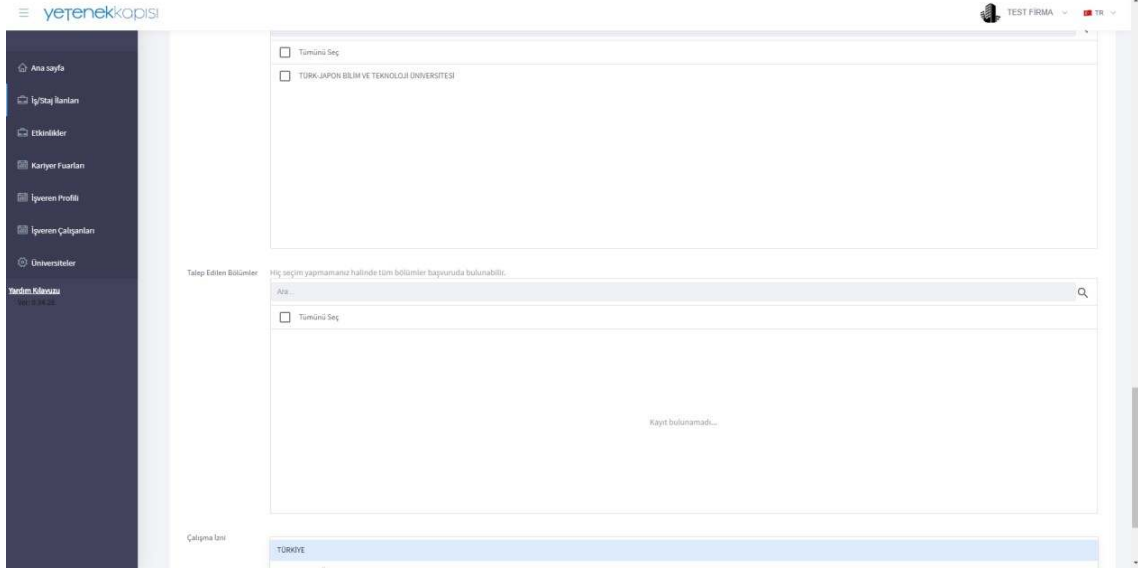 yetenekkapısı
TEST FİRMA
TR
Ana sayfa
İş/Staj İlanları
Etkinlikler
Kariyer Fuarları
İşveren Profili
İşveren Çalışanları
Üniversiteler
Yardım Kılavuzu
Tümünü Seç
TÜRK-JAPON BİLİM VE TEKNOLOJİ ÜNİVERSİTESİ
Talep Edilen Bölümler
Hiç seçim yapmamanız halinde tüm bölümler başvuruda bulunabilir.
Ara...
Tümünü Seç
Kayıt bulunamadı...
Çalışma İzni
TÜRKİYE